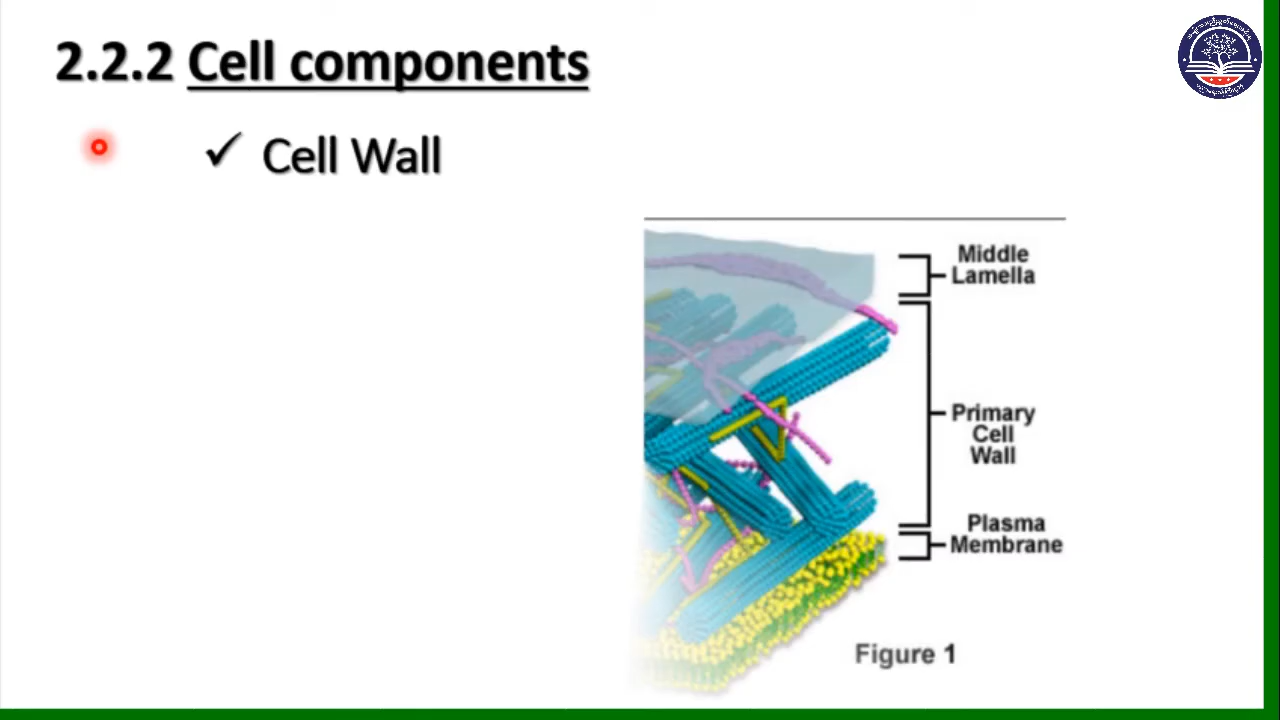 2.2.2 Cell components
✓ Cell Wall
Middle
Lamella
Primary
Cell
Wall
Plasma
Membrane
Figure 1